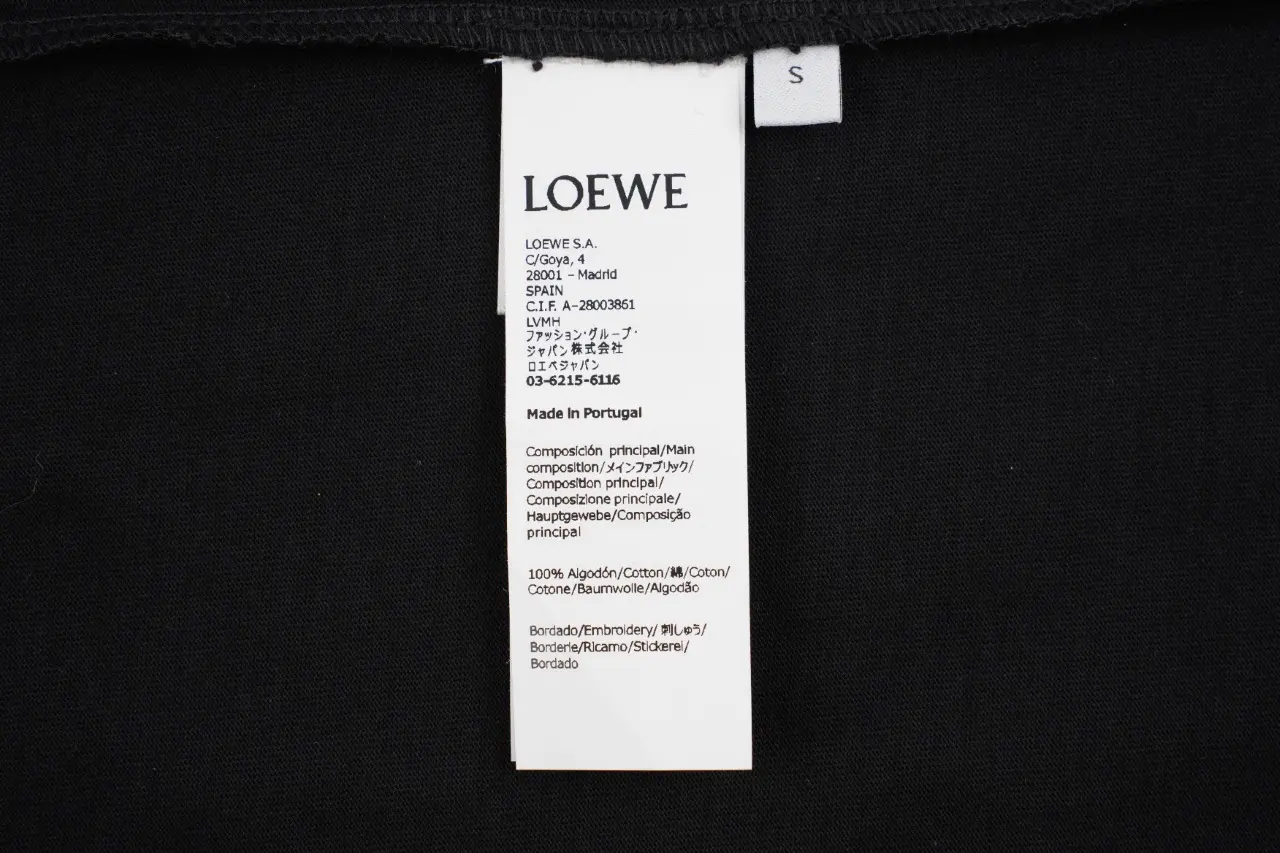 S
LOEWE
LOEWE S.A.
C/Goya, 4
28001 - Madrid
SPAIN
C.I.F. A-28003861
LVMH
ファッション・グループ・
ジャパン株式会社
ロエベジャパン
03-6215-6116
Made in Portugal
Composición principal/Main
composition/メインファブリック/
Composition principal/
Composizione principale/
Hauptgewebe/Composição
principal
100% Algodón/Cotton/綿/Coton/
Cotone/Baumwolle/Algodão
Bordado/Embroidery/刺しゅう/
Borderie/Ricamo/Stickerei/
Bordado